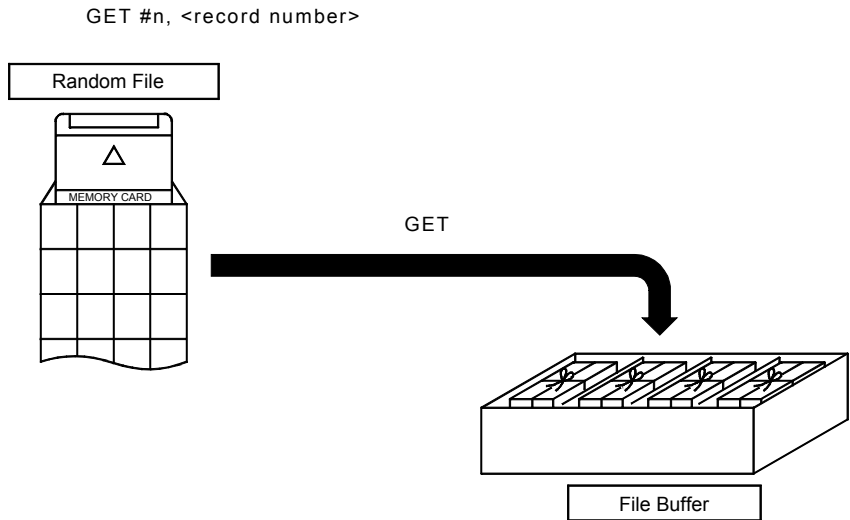 GET #n, <record number>
Random File
MEMORY CARD
GET
File Buffer